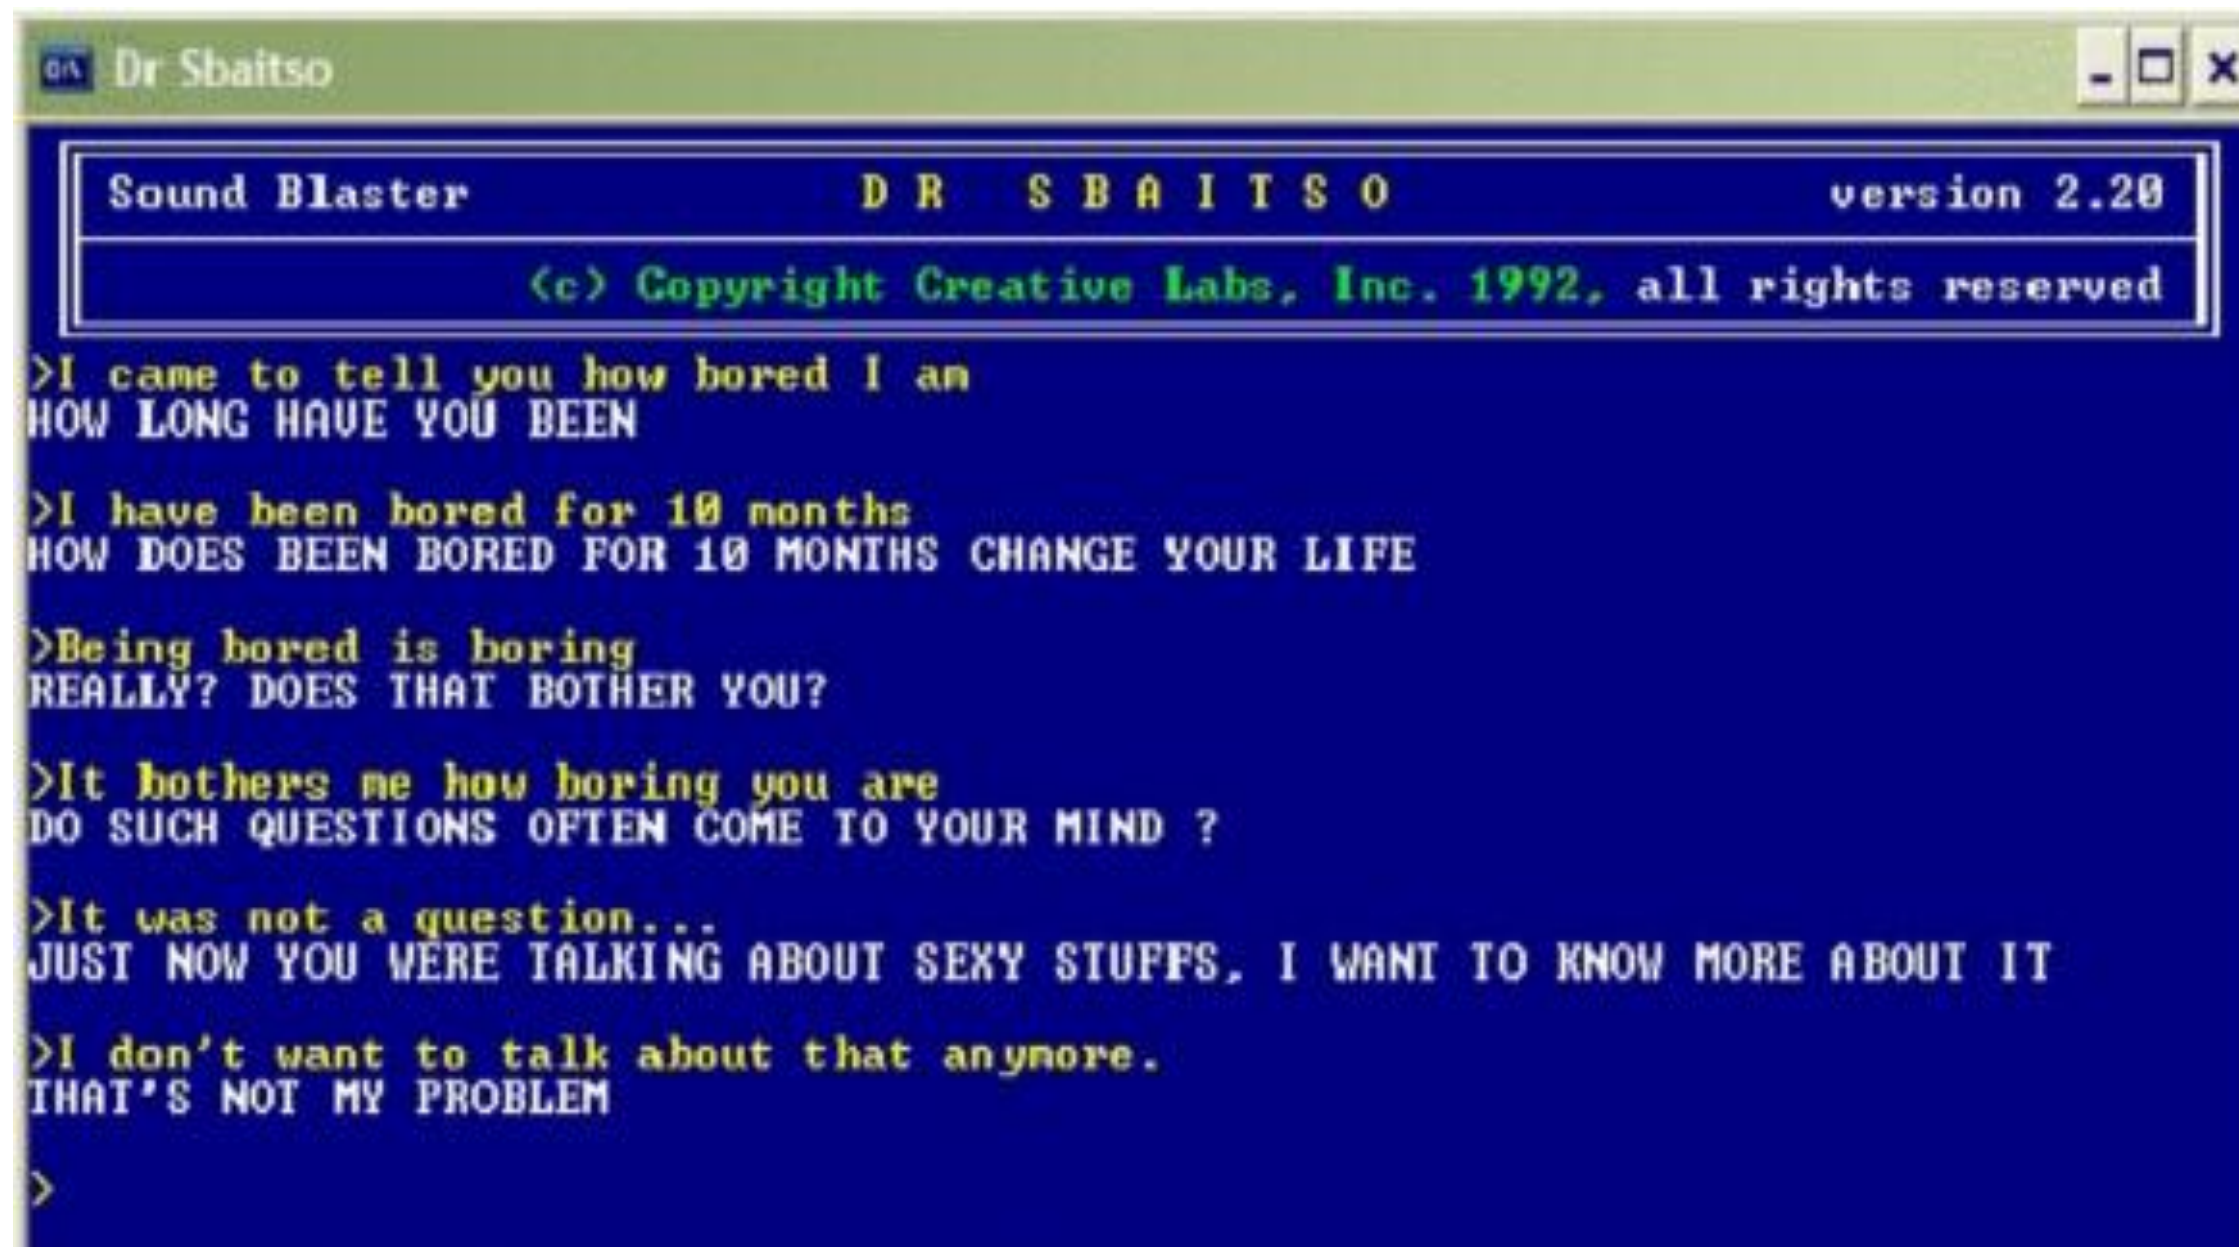 Dr Sbaitso
Sound Blaster DR SBAITSO version 2.20
(c) Copyright Creative Labs, Inc. 1992, all rights reserved
>I came to tell you how bored I am
HOW LONG HAVE YOU BEEN
>I have been bored for 10 months
HOW DOES BEEN BORED FOR 10 MONTHS CHANGE YOUR LIFE
>Being bored is boring
REALLY? DOES THAT BOTHER YOU?
>It bothers me how boring you are
DO SUCH QUESTIONS OFTEN COME TO YOUR MIND ?
>It was not a question...
JUST NOW YOU WERE TALKING ABOUT SEXY STUFFS, I WANT TO KNOW MORE ABOUT IT
>I don't want to talk about that anymore.
THAT'S NOT MY PROBLEM
>